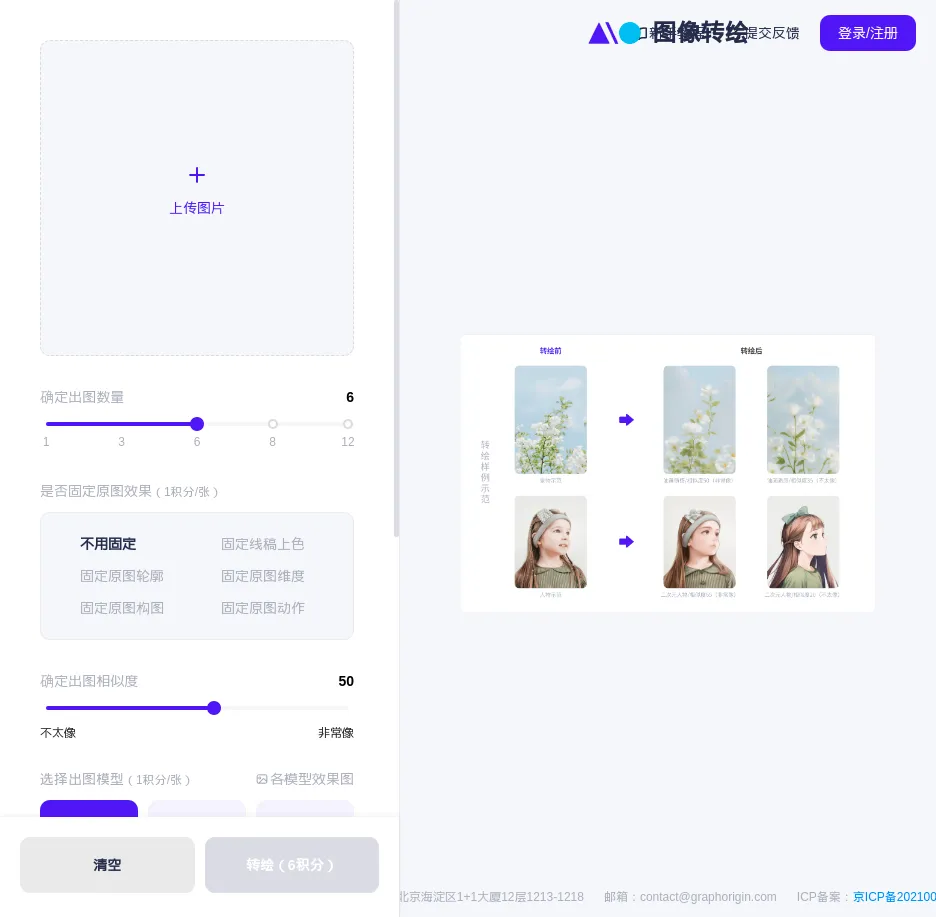 图像转绘
提交反馈
登录/注册
上传图片
确定出图数量
6
1
3
6
8
12
是否固定原图效果 ( 1积分/张 )
不用固定
固定线稿上色
固定原图轮廓
固定原图维度
固定原图构图
固定原图动作
确定出图相似度
50
不太像
非常像
选择出图模型 ( 1积分/张 )
各模型效果图
清空
转绘 ( 6积分 )
转绘前
转绘后
转绘样例示范
北京海淀区1+1大厦12层1213-1218
邮箱：contact@graphorigin.com
ICP备案：京ICP备202100